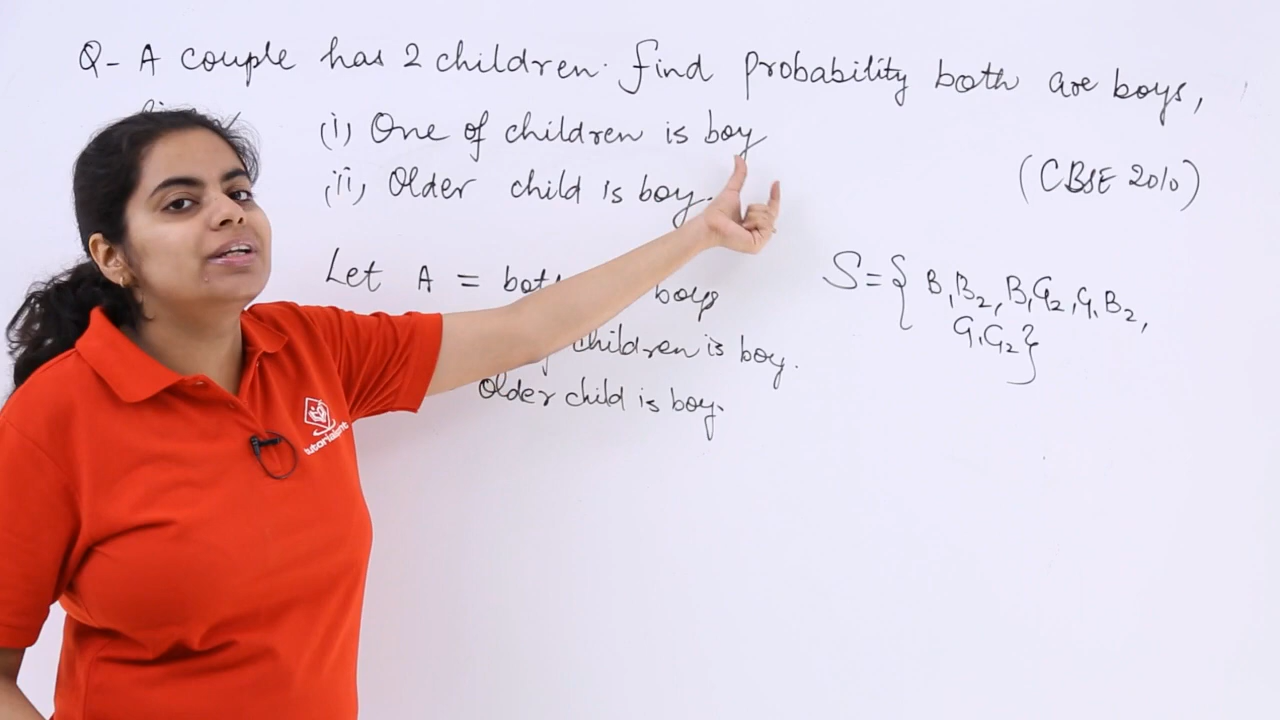 Q- A couple has 2 children. find probability both are boys,
(i) One of children is boy
(ii) Older child is boy.
(CBSE 2010)
Let A = boys
S={ B1B2, B1G2, G1B2,
G1G2}
children is boy.
Older child is boy.